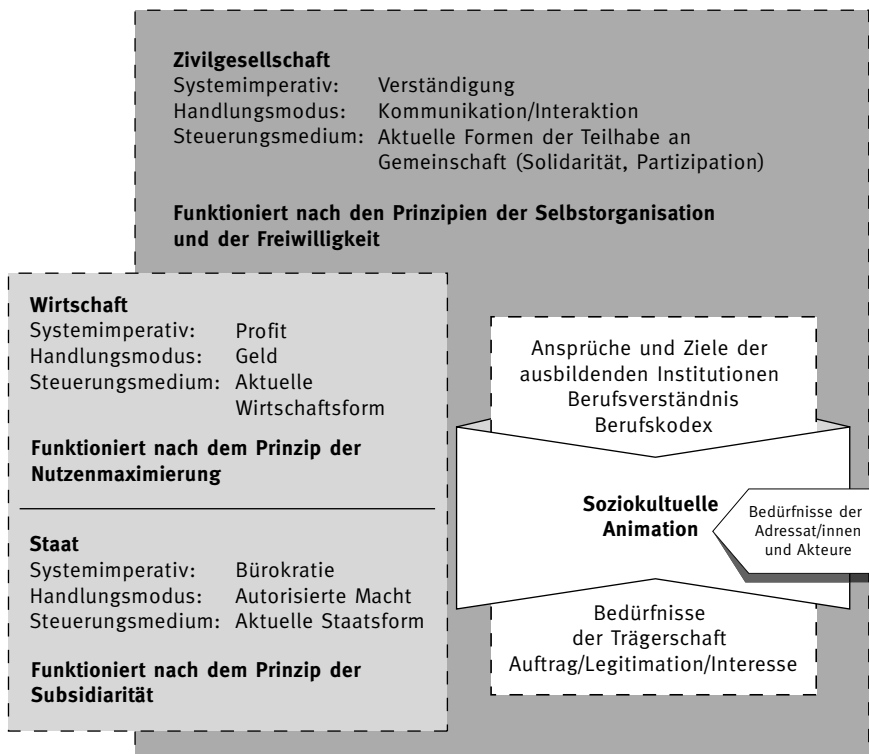 Zivilgesellschaft
Systemimperativ: Verständigung
Handlungsmodus: Kommunikation/Interaktion
Steuerungsmedium: Aktuelle Formen der Teilhabe an
Gemeinschaft (Solidarität, Partizipation)
Funktioniert nach den Prinzipien der Selbstorganisation
und der Freiwilligkeit
Wirtschaft
Systemimperativ: Profit
Handlungsmodus: Geld
Steuerungsmedium: Aktuelle
Wirtschaftsform
Funktioniert nach dem Prinzip der
Nutzenmaximierung
Staat
Systemimperativ: Bürokratie
Handlungsmodus: Autorisierte Macht
Steuerungsmedium: Aktuelle Staatsform
Funktioniert nach dem Prinzip der
Subsidiarität
Ansprüche und Ziele der
ausbildenden Institutionen
Berufsverständnis
Berufskodex
Soziokultuelle
Animation
Bedürfnisse der
Adressat/innen
und Akteure
Bedürfnisse
der Trägerschaft
Auftrag/Legitimation/Interesse